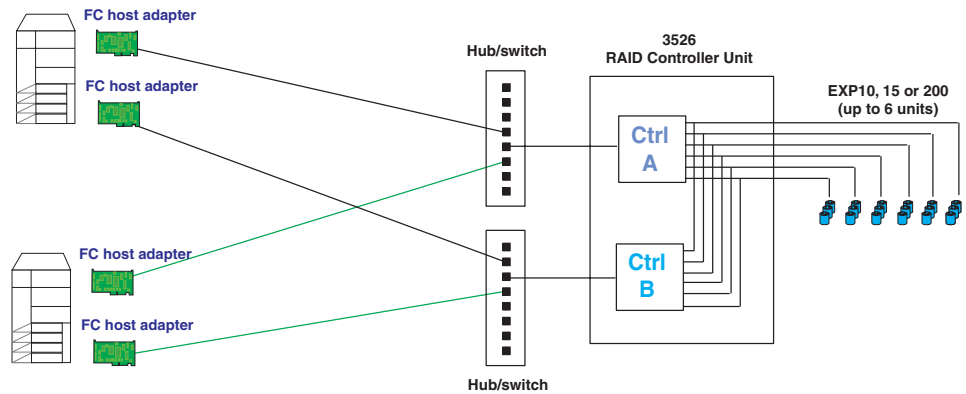 FC host adapter
FC host adapter
Hub/switch
3526
RAID Controller Unit
EXP10, 15 or 200
(up to 6 units)
Ctrl
A
FC host adapter
FC host adapter
Ctrl
B
Hub/switch